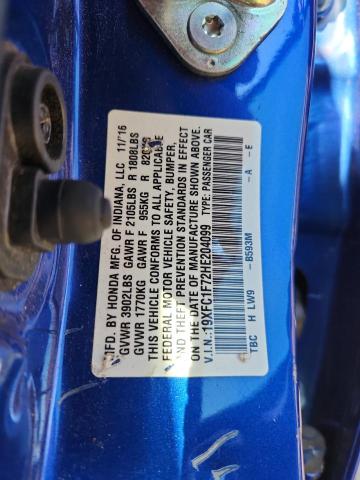 MFD. BY HONDA MFG. OF INDIANA, LLC 11/16
GVWR 3902LBS GAWR F 2105LBS R 1808LBS
GVWR 1770KG GAWR F 955KG R
THIS VEHICLE CONFORMS TO ALL APPLICABLE
FEDERAL MOTOR VEHICLE SAFETY, BUMPER,
AND THEFT PREVENTION STANDARDS IN EFFECT
ON THE DATE OF MANUFACTURE SHOWN ABOVE.
V.I.N.:19XFC1F72HE204099 TYPE: PASSENGER CAR
-B593M -A -E
TBC H LW9